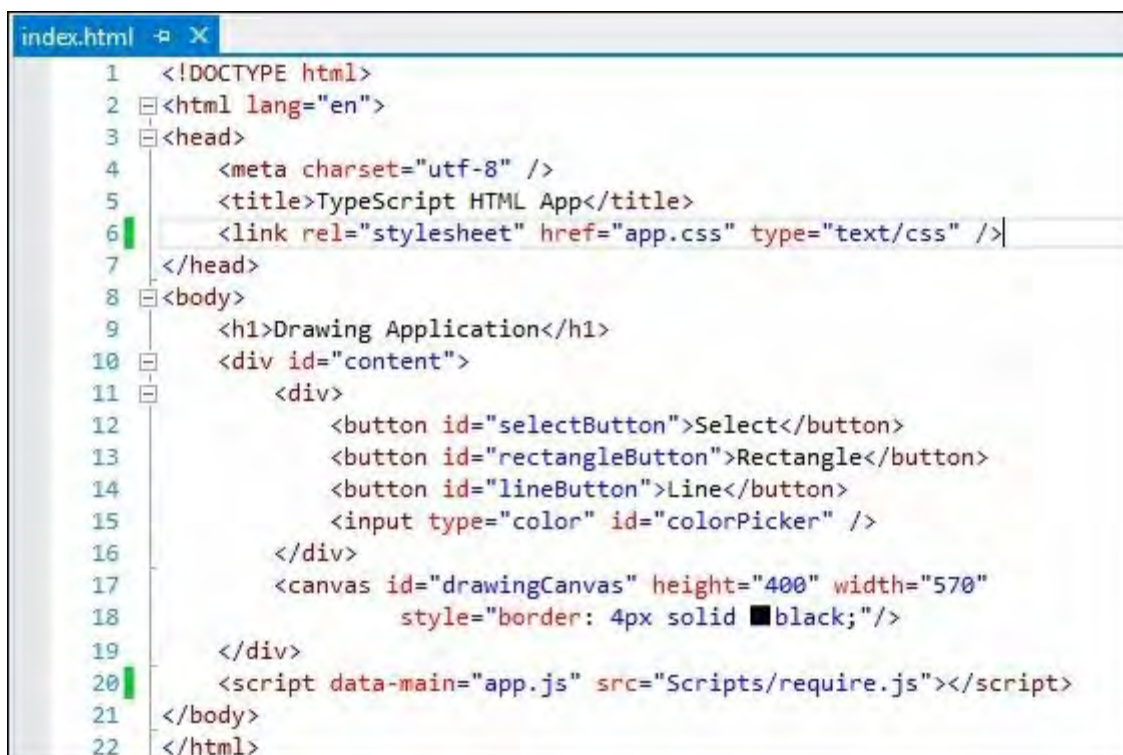 index.html
1 <!DOCTYPE html>
2 <html lang="en">
3 <head>
4 <meta charset="utf-8" />
5 <title>TypeScript HTML App</title>
6 <link rel="stylesheet" href="app.css" type="text/css" />
7 </head>
8 <body>
9 <h1>Drawing Application</h1>
10 <div id="content">
11 <div>
12 <button id="selectButton">Select</button>
13 <button id="rectangleButton">Rectangle</button>
14 <button id="lineButton">Line</button>
15 <input type="color" id="colorPicker" />
16 </div>
17 <canvas id="drawingCanvas" height="400" width="570"
18 style="border: 4px solid black;"/>
19 </div>
20 <script data-main="app.js" src="Scripts/require.js"></script>
21 </body>
22 </html>